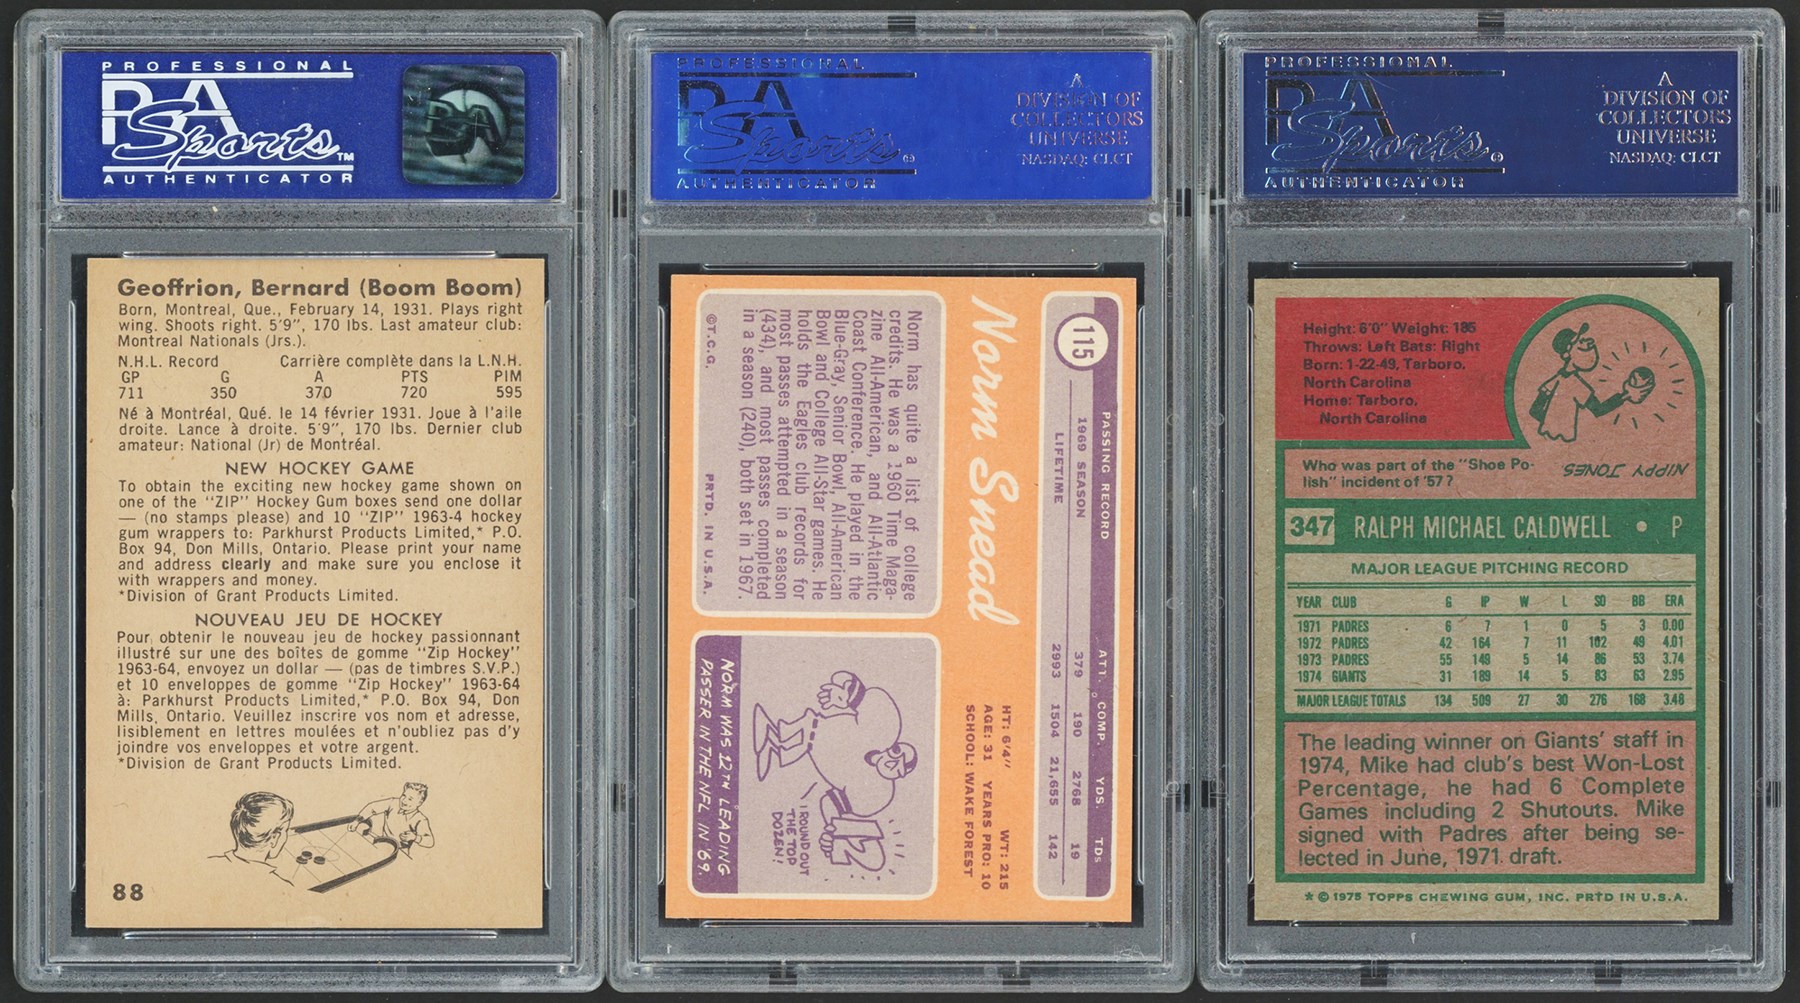 PROFESSIONAL
PSA
Sports™
AUTHENTICATOR
PSA
Geoffrion, Bernard (Boom Boom)
Born, Montreal, Que., February 14, 1931. Plays right
wing. Shoots right. 5'9", 170 lbs. Last amateur club:
Montreal Nationals (Jrs.).
N.H.L. Record Carrière complète dans la L.N.H.
GP G A PTS PIM
711 350 370 720 595
Né à Montréal, Qué. le 14 février 1931. Joue à l'aile
droite. Lance à droite. 5'9", 170 lbs. Dernier club
amateur: National (Jr) de Montréal.
NEW HOCKEY GAME
To obtain the exciting new hockey game shown on
one of the "ZIP" Hockey Gum boxes send one dollar
— (no stamps please) and 10 "ZIP" 1963-4 hockey
gum wrappers to: Parkhurst Products Limited,* P.O.
Box 94, Don Mills, Ontario. Please print your name
and address clearly and make sure you enclose it
with wrappers and money.
*Division of Grant Products Limited.
NOUVEAU JEU DE HOCKEY
Pour obtenir le nouveau jeu de hockey passionnant
illustré sur une des boîtes de gomme "Zip Hockey"
1963-64, envoyez un dollar — (pas de timbres S.V.P.)
et 10 enveloppes de gomme "Zip Hockey" 1963-64
à: Parkhurst Products Limited,* P.O. Box 94, Don
Mills, Ontario. Veuillez inscrire vos nom et adresse,
lisiblement en lettres moulées et n'oubliez pas d'y
joindre vos enveloppes et votre argent.
*Division de Grant Products Limited.
88
PROFESSIONAL
PSA
Sports®
AUTHENTICATOR
A
DIVISION OF
COLLECTORS
UNIVERSE
NASDAQ: CLCT
115
PASSING RECORD ATT. COMP. YDS. TDs
1969 SEASON 379 190 2768 19
LIFETIME 2993 1504 21,655 142
Norm Snead
HT: 6'4" WT: 215
AGE: 31 YEARS PRO: 10
SCHOOL: WAKE FOREST
Norm has quite a list of college
credits. He was a 1960 Time Maga-
zine All-American, and All-Atlantic
Coast Conference. He played in the
Blue-Gray, Senior Bowl, All-American
Bowl and College All-Star games. He
holds the Eagles club records for
most passes attempted in a season
(434), and most passes completed
in a season (240), both set in 1967.
©T.C.G. PRTD. IN U.S.A.
12
I ROUND OUT
THE TOP
DOZEN!
NORM WAS 12TH LEADING
PASSER IN THE NFL IN '69.
PROFESSIONAL
PSA
Sports®
AUTHENTICATOR
A
DIVISION OF
COLLECTORS
UNIVERSE
NASDAQ: CLCT
Height: 6'0" Weight: 185
Throws: Left Bats: Right
Born: 1-22-49, Tarboro,
North Carolina
Home: Tarboro,
North Carolina
Who was part of the "Shoe Po-
lish" incident of '57?
NIPPY JONES
347 RALPH MICHAEL CALDWELL • P
MAJOR LEAGUE PITCHING RECORD
YEAR CLUB G IP W L SO BB ERA
1971 PADRES 6 7 1 0 5 3 0.00
1972 PADRES 42 164 7 11 102 49 4.01
1973 PADRES 55 149 5 14 86 53 3.74
1974 GIANTS 31 189 14 5 83 63 2.95
MAJOR LEAGUE TOTALS 134 509 27 30 276 168 3.48
The leading winner on Giants' staff in
1974, Mike had club's best Won-Lost
Percentage, he had 6 Complete
Games including 2 Shutouts. Mike
signed with Padres after being se-
lected in June, 1971 draft.
* © 1975 TOPPS CHEWING GUM, INC. PRTD IN U.S.A.